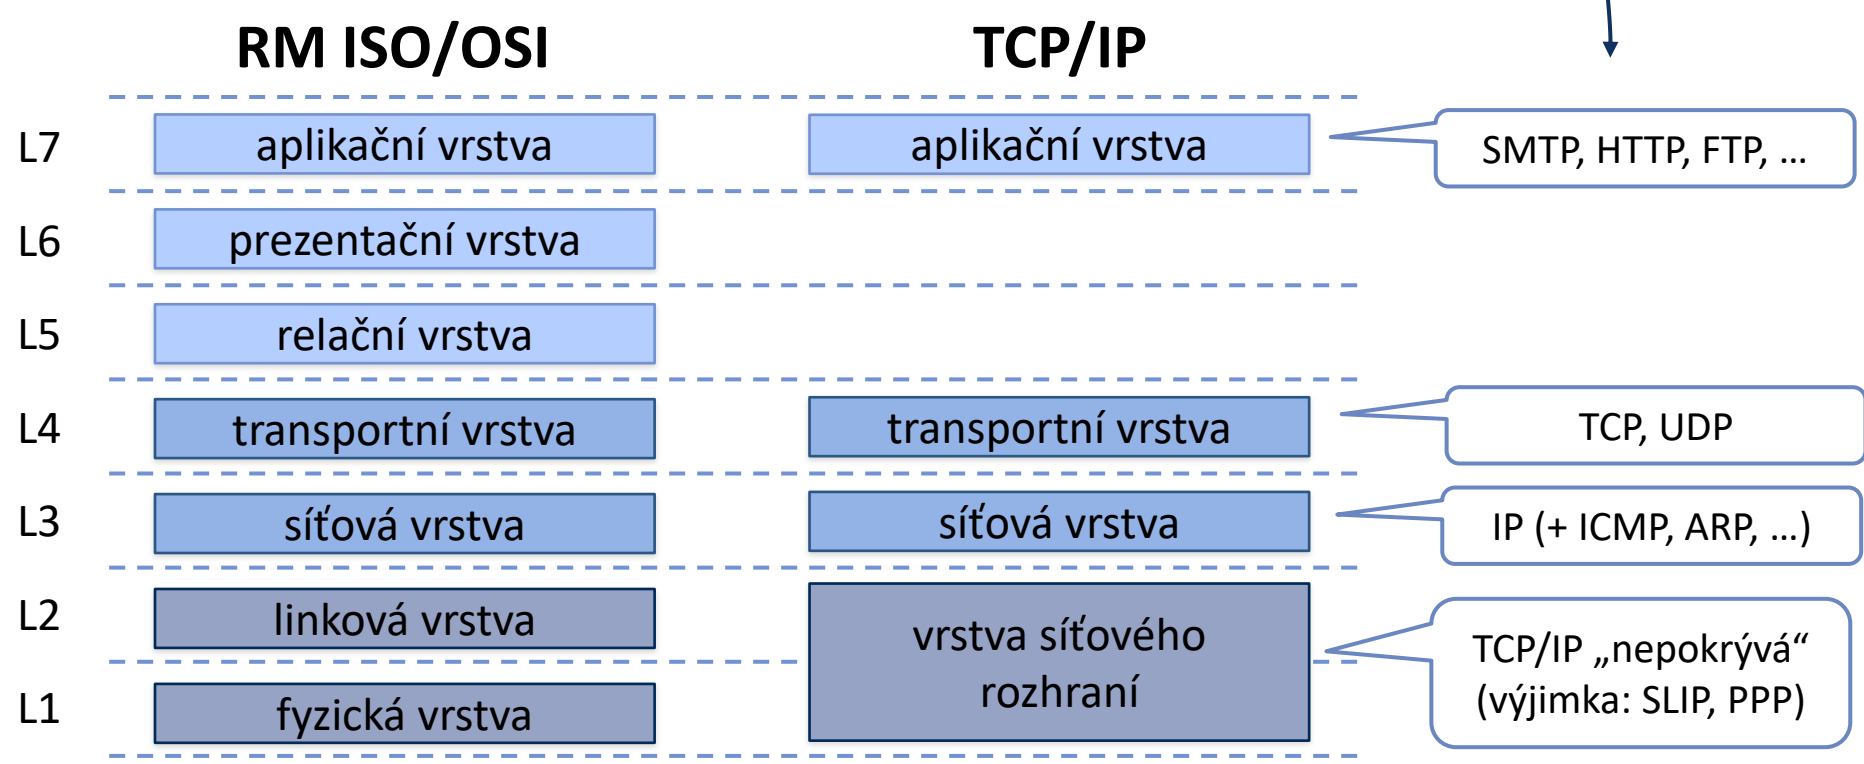 RM ISO/OSI TCP/IP
L7 aplikační vrstva aplikační vrstva SMTP, HTTP, FTP, ...
L6 prezentační vrstva
L5 relační vrstva
L4 transportní vrstva transportní vrstva TCP, UDP
L3 síťová vrstva síťová vrstva IP (+ ICMP, ARP, ...)
L2 linková vrstva
vrstva síťového
rozhraní
TCP/IP „nepokrývá“
(výjimka: SLIP, PPP)
L1 fyzická vrstva